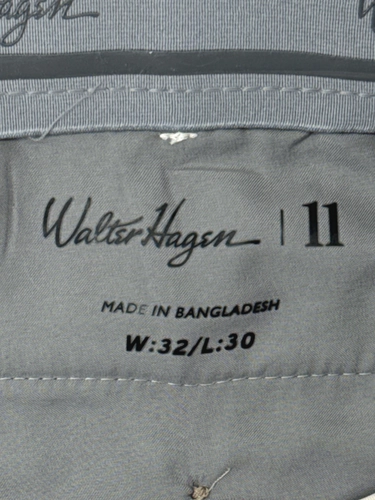 Walter Hagen | 11
MADE IN BANGLADESH
W:32/L:30